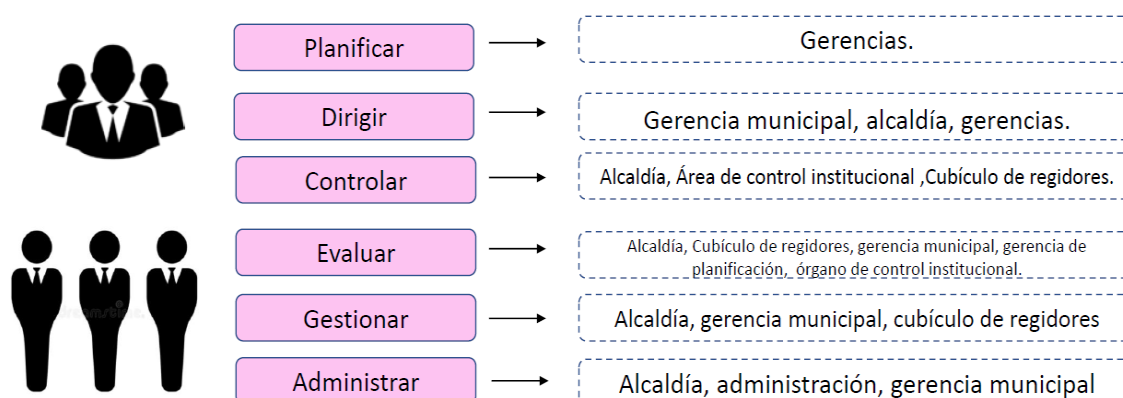 Planificar
Gerencias.
Dirigir
Gerencia municipal, alcaldía, gerencias.
Controlar
Alcaldía, Área de control institucional ,Cubículo de regidores.
Evaluar
Alcaldía, Cubículo de regidores, gerencia municipal, gerencia de
planificación, órgano de control institucional.
Gestionar
Alcaldía, gerencia municipal, cubículo de regidores
Administrar
Alcaldía, administración, gerencia municipal